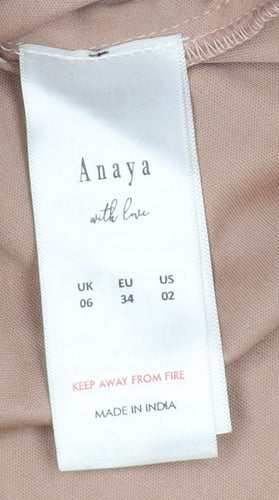 Anaya
with love
UK EU US
06 34 02
KEEP AWAY FROM FIRE
MADE IN INDIA